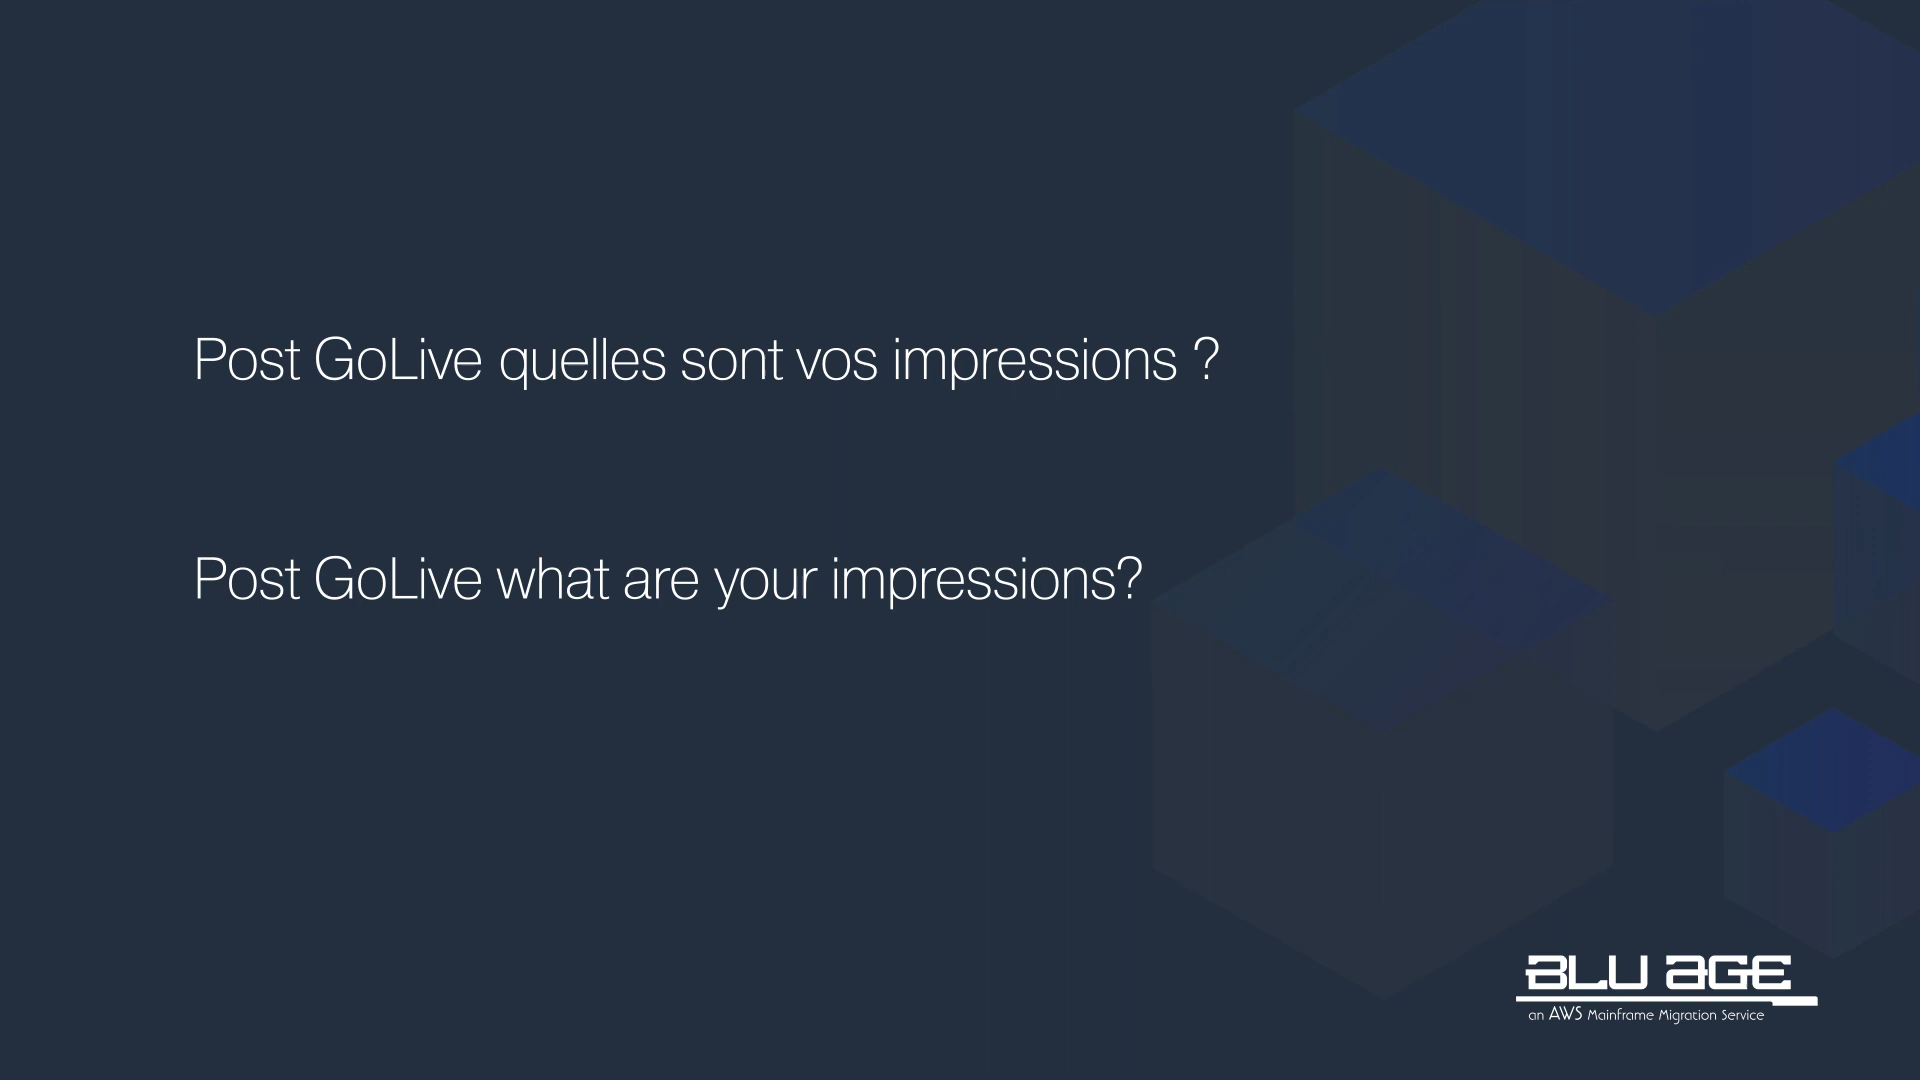 Post GoLive quelles sont vos impressions ?
Post GoLive what are your impressions?
BLU AGE
an AWS Mainframe Migration Service